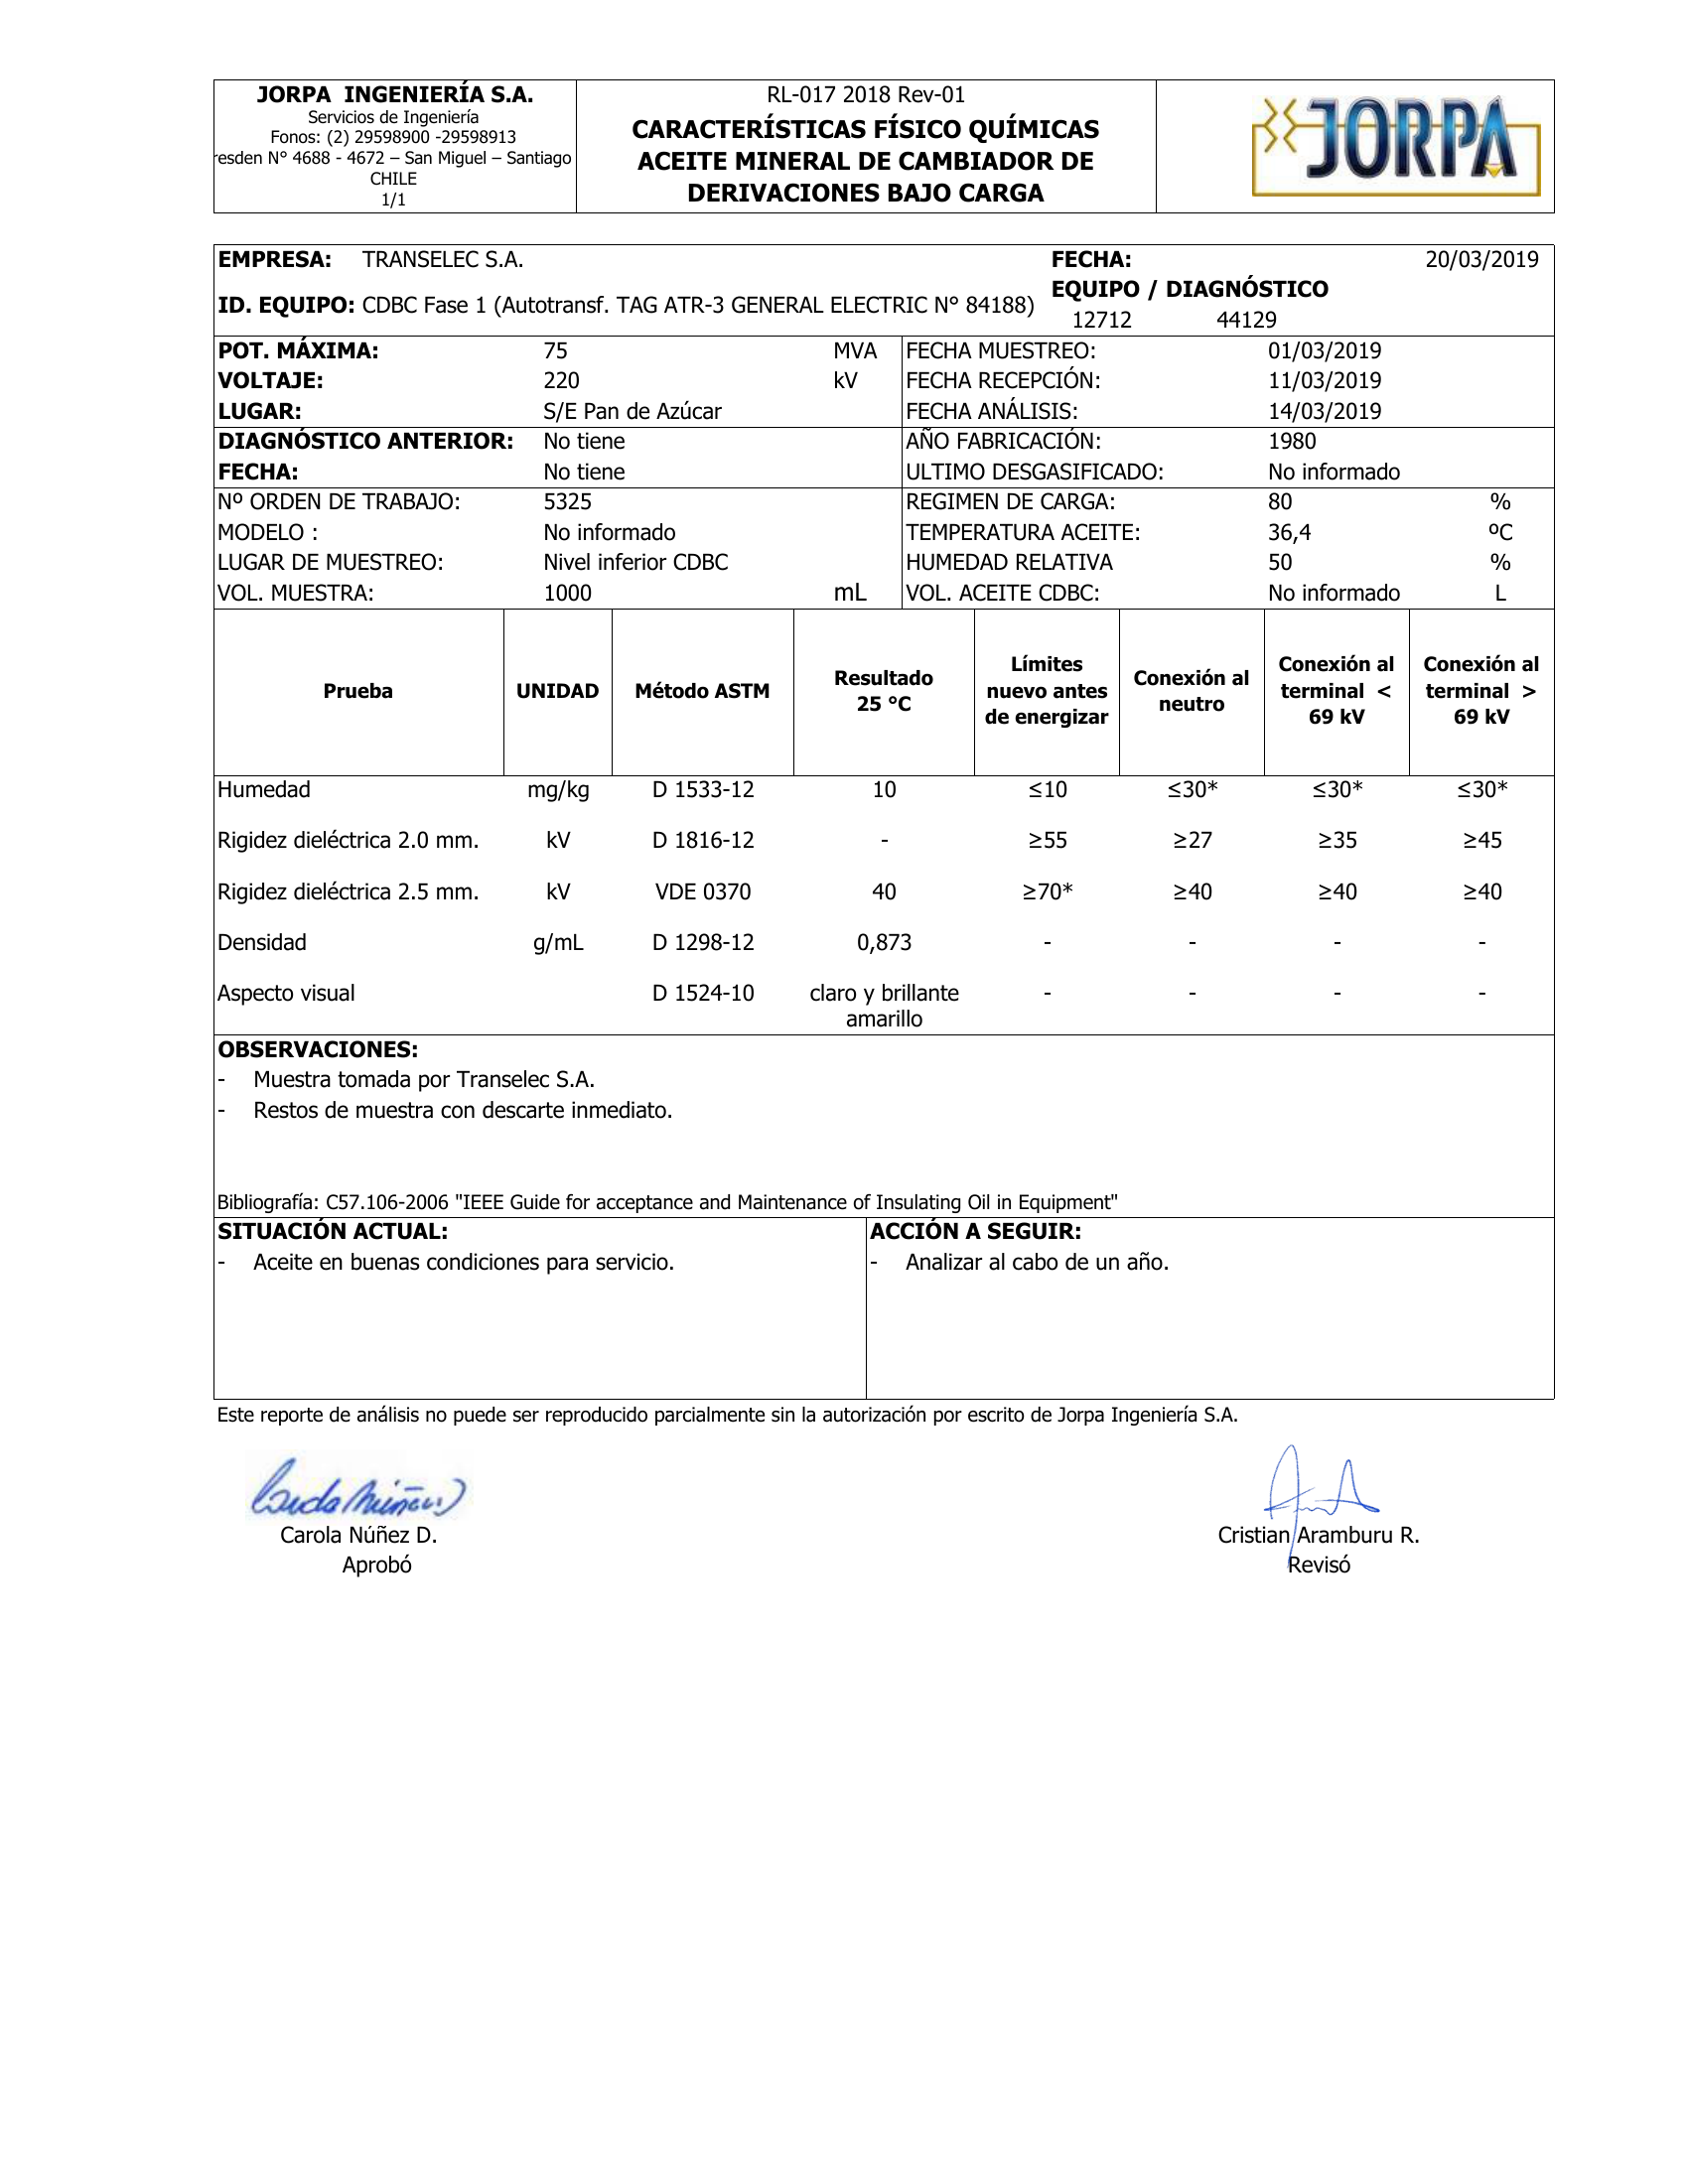 JORPA  INGENIERÍA S.A.
Servicios de Ingeniería
Fonos: (2) 29598900 -29598913
resden N° 4688 - 4672 – San Miguel – Santiago
CHILE
1/1
RL-017 2018 Rev-01
CARACTERÍSTICAS FÍSICO QUÍMICAS
ACEITE MINERAL DE CAMBIADOR DE
DERIVACIONES BAJO CARGA
JORPA
EMPRESA: TRANSELEC S.A. FECHA: 20/03/2019
EQUIPO / DIAGNÓSTICO
ID. EQUIPO: CDBC Fase 1 (Autotransf. TAG ATR-3 GENERAL ELECTRIC N° 84188)
12712 44129
POT. MÁXIMA: 75 MVA FECHA MUESTREO: 01/03/2019
VOLTAJE: 220 kV FECHA RECEPCIÓN: 11/03/2019
LUGAR: S/E Pan de Azúcar FECHA ANÁLISIS: 14/03/2019
DIAGNÓSTICO ANTERIOR: No tiene AÑO FABRICACIÓN: 1980
FECHA: No tiene ULTIMO DESGASIFICADO: No informado
Nº ORDEN DE TRABAJO: 5325 REGIMEN DE CARGA: 80 %
MODELO : No informado TEMPERATURA ACEITE: 36,4 ºC
LUGAR DE MUESTREO: Nivel inferior CDBC HUMEDAD RELATIVA 50 %
VOL. MUESTRA: 1000 mL VOL. ACEITE CDBC: No informado L
Prueba
UNIDAD
Método ASTM
Resultado
25 °C
Límites
nuevo antes
de energizar
Conexión al
neutro
Conexión al
terminal <
69 kV
Conexión al
terminal >
69 kV
Humedad mg/kg D 1533-12 10 ≤10 ≤30* ≤30* ≤30*
Rigidez dieléctrica 2.0 mm. kV D 1816-12 - ≥55 ≥27 ≥35 ≥45
Rigidez dieléctrica 2.5 mm. kV VDE 0370 40 ≥70* ≥40 ≥40 ≥40
Densidad g/mL D 1298-12 0,873 - - - -
Aspecto visual D 1524-10 claro y brillante - - - -
amarillo
OBSERVACIONES:
- Muestra tomada por Transelec S.A.
- Restos de muestra con descarte inmediato.
Bibliografía: C57.106-2006 "IEEE Guide for acceptance and Maintenance of Insulating Oil in Equipment"
SITUACIÓN ACTUAL:
- Aceite en buenas condiciones para servicio.
ACCIÓN A SEGUIR:
- Analizar al cabo de un año.
Este reporte de análisis no puede ser reproducido parcialmente sin la autorización por escrito de Jorpa Ingeniería S.A.
Carola Núñez D.
Aprobó
Cristian Aramburu R.
Revisó